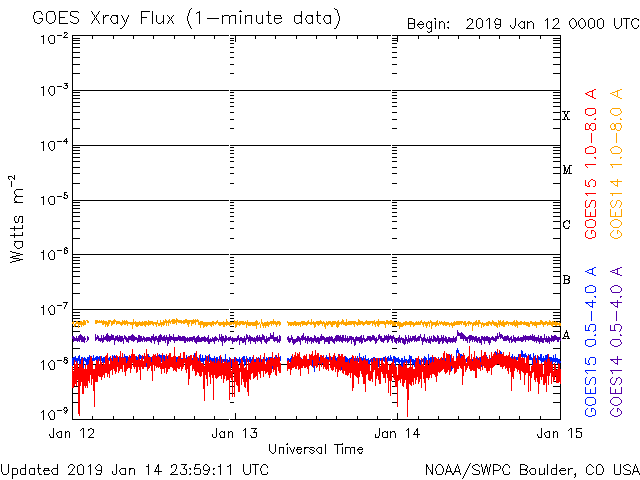 GOES Xray Flux (1-minute data)
Begin: 2019 Jan 12 0000 UTC
10⁻²
10⁻³
10⁻⁴
10⁻⁵
10⁻⁶
10⁻⁷
10⁻⁸
10⁻⁹
Watts m⁻²
X
M
C
B
A
GOES15 1.0-8.0 A
GOES14 1.0-8.0 A
GOES15 0.5-4.0 A
GOES14 0.5-4.0 A
Jan 12 Jan 13 Jan 14 Jan 15
Universal Time
Updated 2019 Jan 14 23:59:11 UTC
NOAA/SWPC Boulder, CO USA